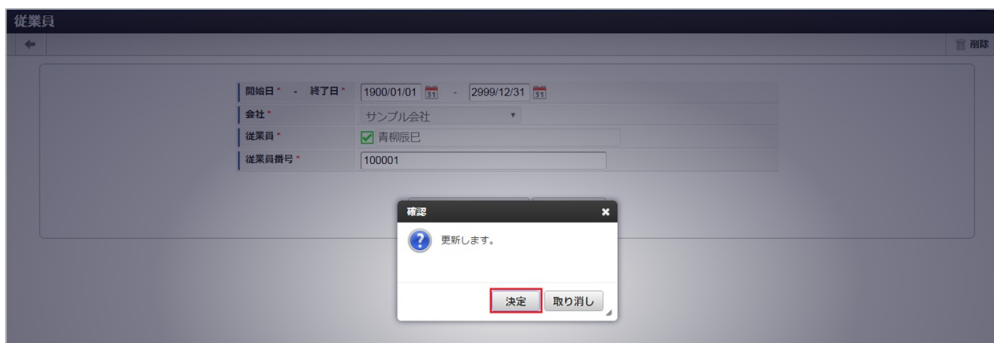 従業員
削除
開始日* - 終了日* 1900/01/01 31 - 2999/12/31 31
会社* サンプル会社
従業員* 青柳辰巳
従業員番号* 100001
確認
更新します。
決定 取り消し